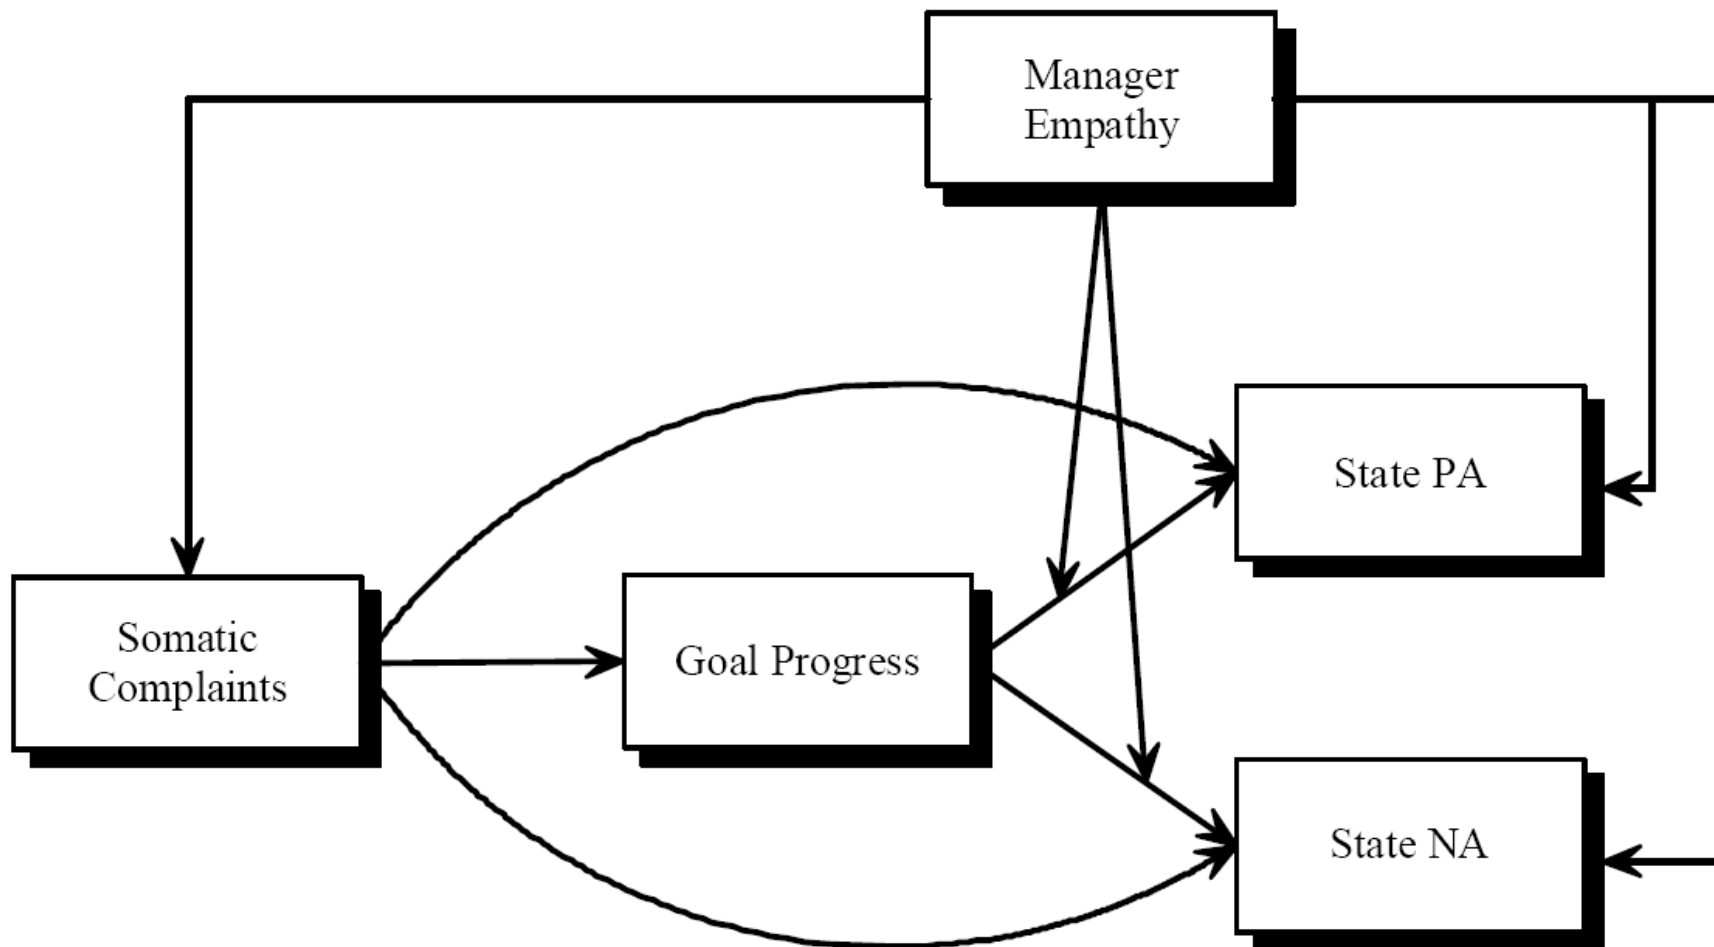 Manager
Empathy
State PA
Somatic
Complaints
Goal Progress
State NA